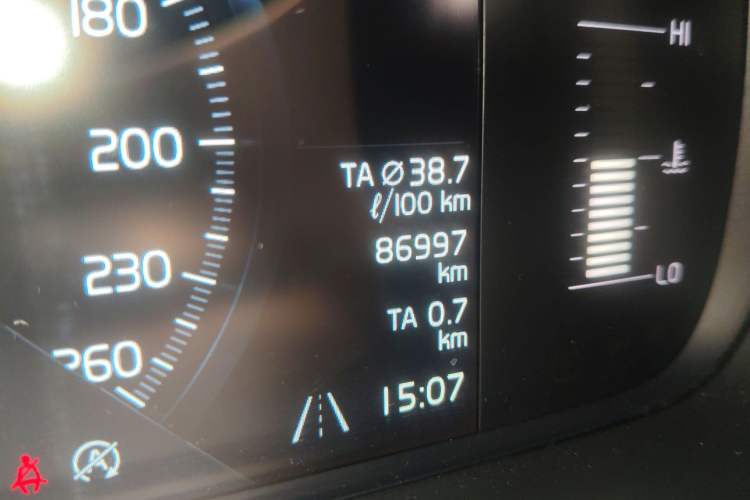 180
200
230
260
TA Ø38.7
ℓ/100 km
86997
km
TA 0.7
km
15:07
A
HI
LO